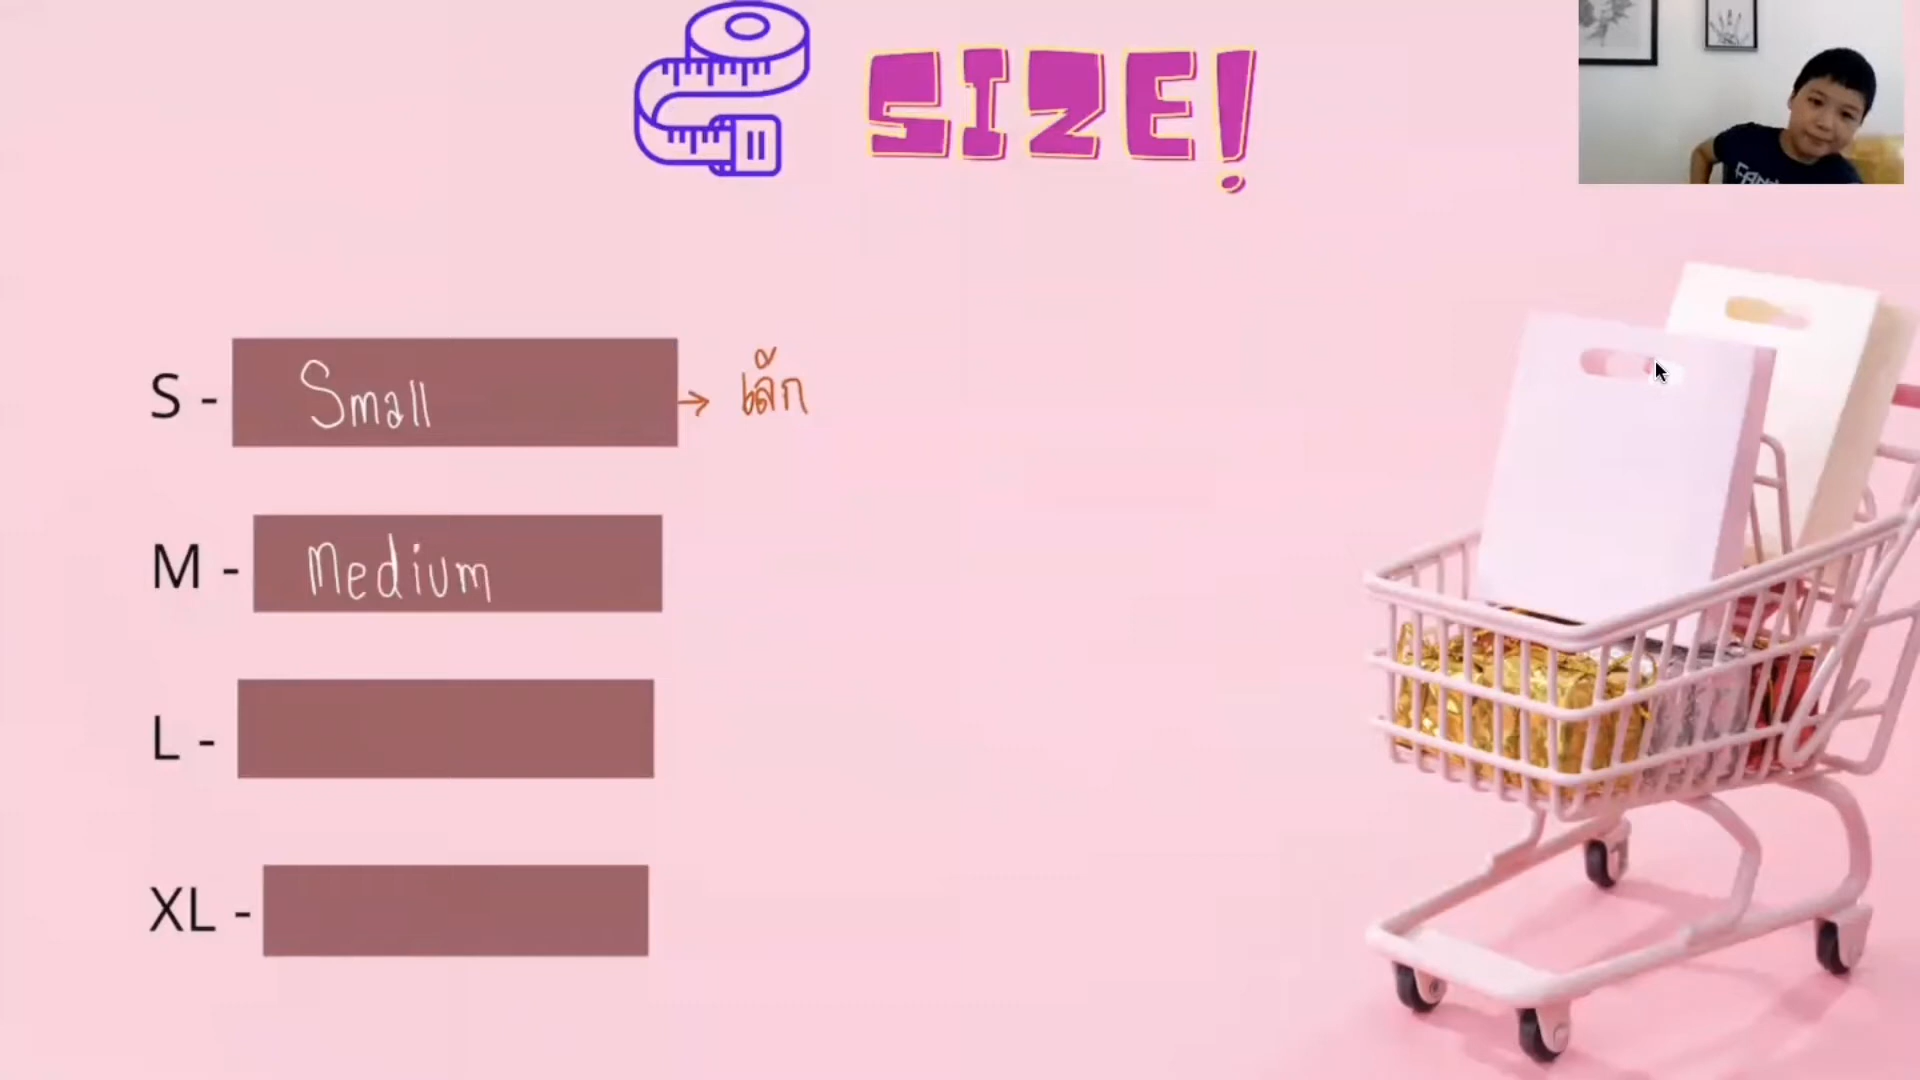 SIZE!
S - Small → เล็ก
M - Medium
L -
XL -